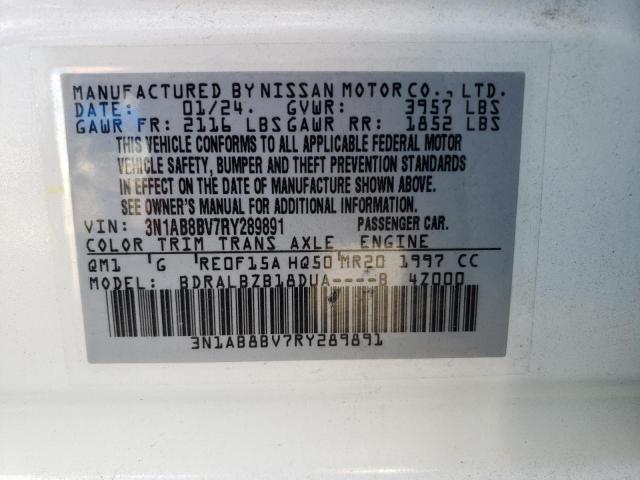 MANUFACTURED BY NISSAN MOTOR CO., LTD.
DATE: 01/24. GVWR: 3957 LBS
GAWR FR: 2116 LBS GAWR RR: 1852 LBS
THIS VEHICLE CONFORMS TO ALL APPLICABLE FEDERAL MOTOR
VEHICLE SAFETY, BUMPER AND THEFT PREVENTION STANDARDS
IN EFFECT ON THE DATE OF MANUFACTURE SHOWN ABOVE.
SEE OWNER'S MANUAL FOR ADDITIONAL INFORMATION.
VIN: 3N1AB8BV7RY289891 PASSENGER CAR.
COLOR TRIM TRANS AXLE ENGINE
QM1 G RE0F15A HQ50 MR20 1997 CC
MODEL: BDRALBZB18DUA----B 4Z000
3N1AB8BV7RY289891